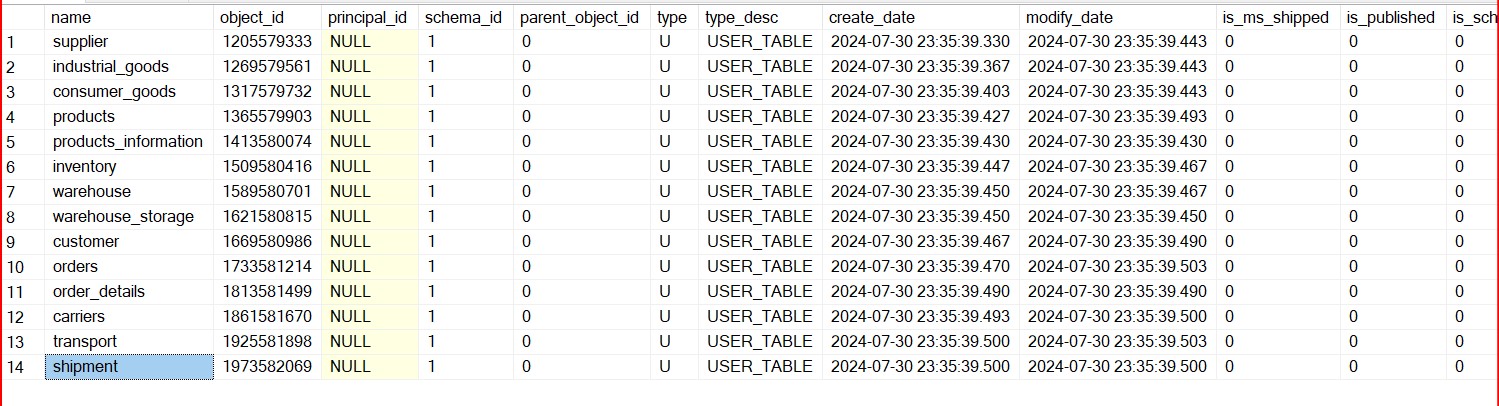 name object_id principal_id schema_id parent_object_id type type_desc create_date modify_date is_ms_shipped is_published is_sch
1 supplier 1205579333 NULL 1 0 U USER_TABLE 2024-07-30 23:35:39.330 2024-07-30 23:35:39.443 0 0 0
2 industrial_goods 1269579561 NULL 1 0 U USER_TABLE 2024-07-30 23:35:39.367 2024-07-30 23:35:39.443 0 0 0
3 consumer_goods 1317579732 NULL 1 0 U USER_TABLE 2024-07-30 23:35:39.403 2024-07-30 23:35:39.443 0 0 0
4 products 1365579903 NULL 1 0 U USER_TABLE 2024-07-30 23:35:39.427 2024-07-30 23:35:39.493 0 0 0
5 products_information 1413580074 NULL 1 0 U USER_TABLE 2024-07-30 23:35:39.430 2024-07-30 23:35:39.430 0 0 0
6 inventory 1509580416 NULL 1 0 U USER_TABLE 2024-07-30 23:35:39.447 2024-07-30 23:35:39.467 0 0 0
7 warehouse 1589580701 NULL 1 0 U USER_TABLE 2024-07-30 23:35:39.450 2024-07-30 23:35:39.467 0 0 0
8 warehouse_storage 1621580815 NULL 1 0 U USER_TABLE 2024-07-30 23:35:39.450 2024-07-30 23:35:39.450 0 0 0
9 customer 1669580986 NULL 1 0 U USER_TABLE 2024-07-30 23:35:39.467 2024-07-30 23:35:39.490 0 0 0
10 orders 1733581214 NULL 1 0 U USER_TABLE 2024-07-30 23:35:39.470 2024-07-30 23:35:39.503 0 0 0
11 order_details 1813581499 NULL 1 0 U USER_TABLE 2024-07-30 23:35:39.490 2024-07-30 23:35:39.490 0 0 0
12 carriers 1861581670 NULL 1 0 U USER_TABLE 2024-07-30 23:35:39.493 2024-07-30 23:35:39.500 0 0 0
13 transport 1925581898 NULL 1 0 U USER_TABLE 2024-07-30 23:35:39.500 2024-07-30 23:35:39.503 0 0 0
14 shipment 1973582069 NULL 1 0 U USER_TABLE 2024-07-30 23:35:39.500 2024-07-30 23:35:39.500 0 0 0